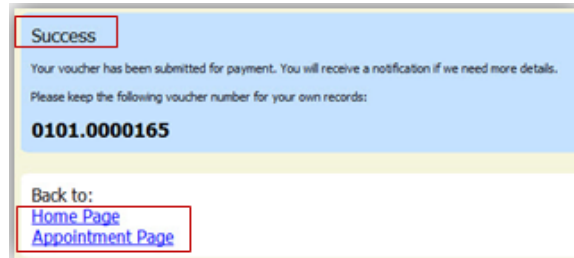 Success
Your voucher has been submitted for payment. You will receive a notification if we need more details.
Please keep the following voucher number for your own records:
0101.0000165
Back to:
Home Page
Appointment Page